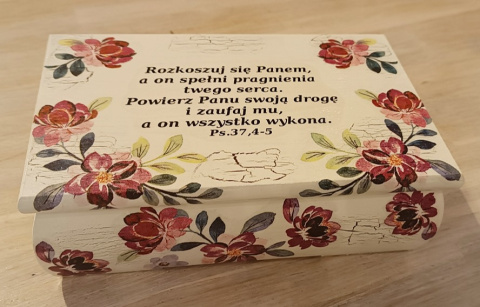 Rozkoszuj się Panem,
a on spełni pragnienia
twego serca.
Powierz Panu swoją drogę
i zaufaj mu,
a on wszystko wykona.
Ps.37,4-5